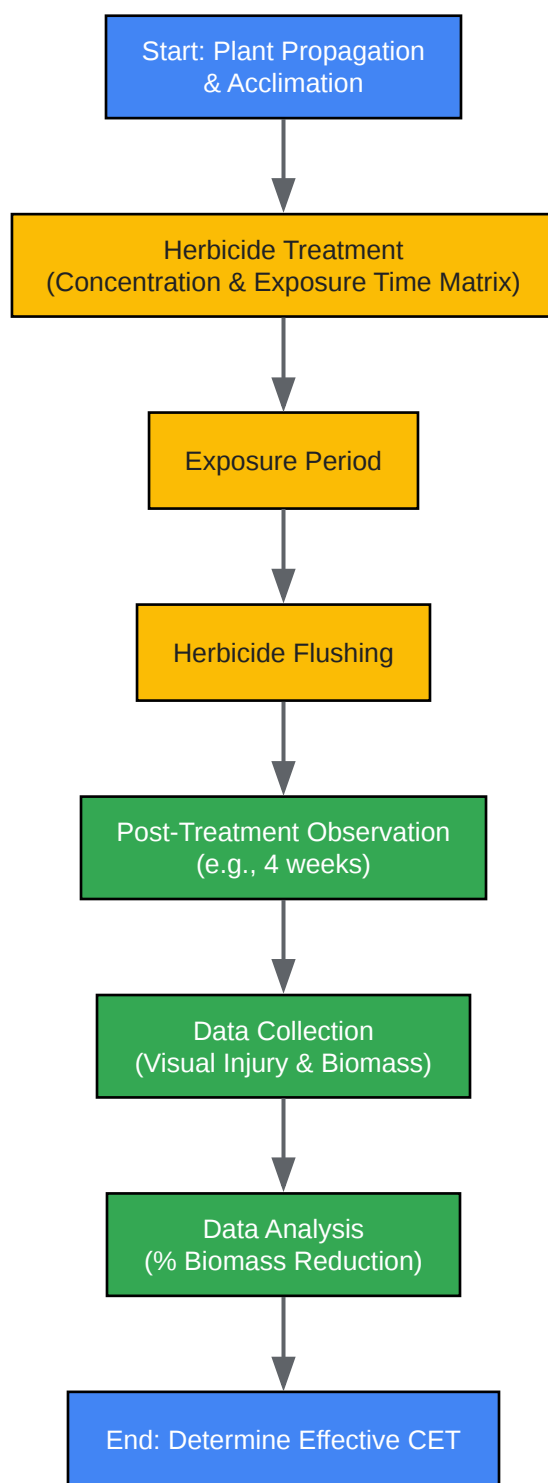 Start: Plant Propagation
& Acclimation
Herbicide Treatment
(Concentration & Exposure Time Matrix)
Exposure Period
Herbicide Flushing
Post-Treatment Observation
(e.g., 4 weeks)
Data Collection
(Visual Injury & Biomass)
Data Analysis
(% Biomass Reduction)
End: Determine Effective CET